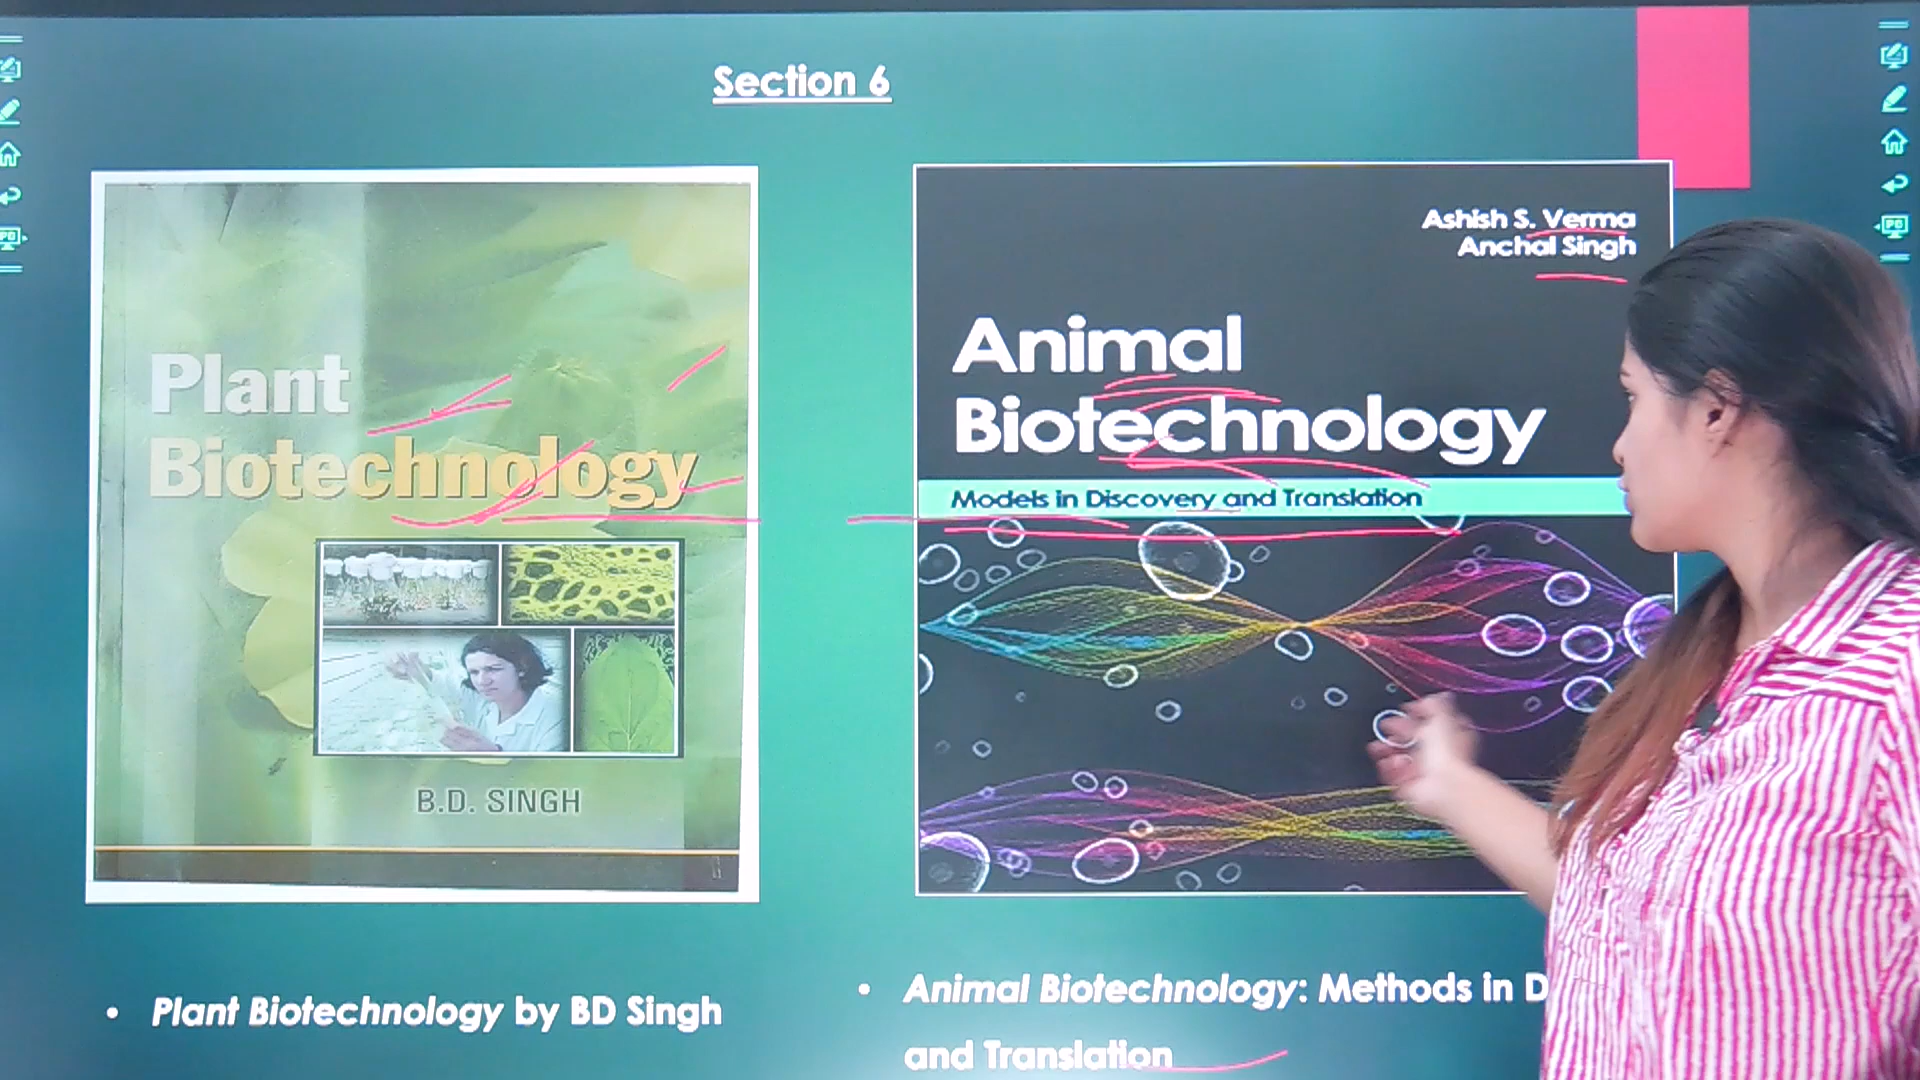 Section 6
Plant
Biotechnology
B.D. SINGH
Ashish S. Verma
Anchal Singh
Animal
Biotechnology
Models in Discovery and Translation
• Plant Biotechnology by BD Singh
• Animal Biotechnology: Methods in D
and Translation